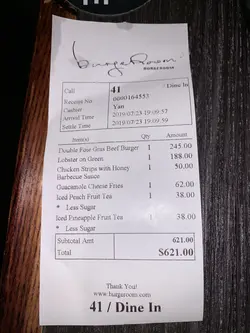 Burgeroom
BURGEROOM
Call 41 / Dine In
Receipt No 0000164553
Cashier Yan
Arrival Time 2019/07/23 19:09:37
Settle Time 2019/07/23 19:09:59
Item(s) Qty Amount
Double Foie Gras Beef Burger 1 245.00
Lobster on Green 1 188.00
Chicken Strips with Honey 1 50.00
Barbecue Sauce
Guacamole Cheese Fries 1 62.00
Iced Peach Fruit Tea 1 38.00
* Less Sugar
Iced Pineapple Fruit Tea 1 38.00
* Less Sugar
Subtotal Amt 621.00
Total $621.00
Thank You!
www.burgeroom.com
41 / Dine In